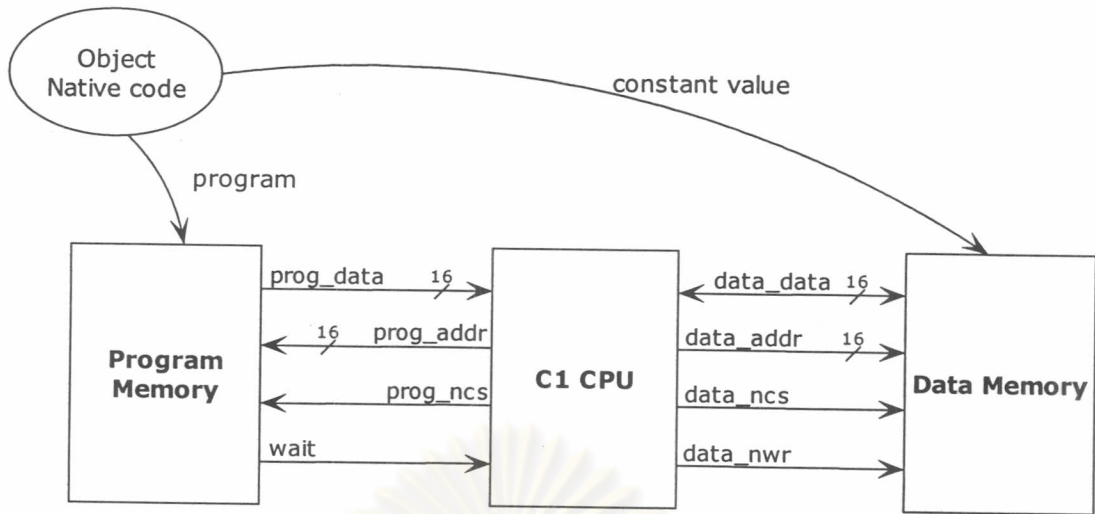 Object
Native code
constant value
program
prog_data 16
16 prog_addr
prog_ncs
wait
Program
Memory
C1 CPU
data_data 16
data_addr 16
data_ncs
data_nwr
Data Memory